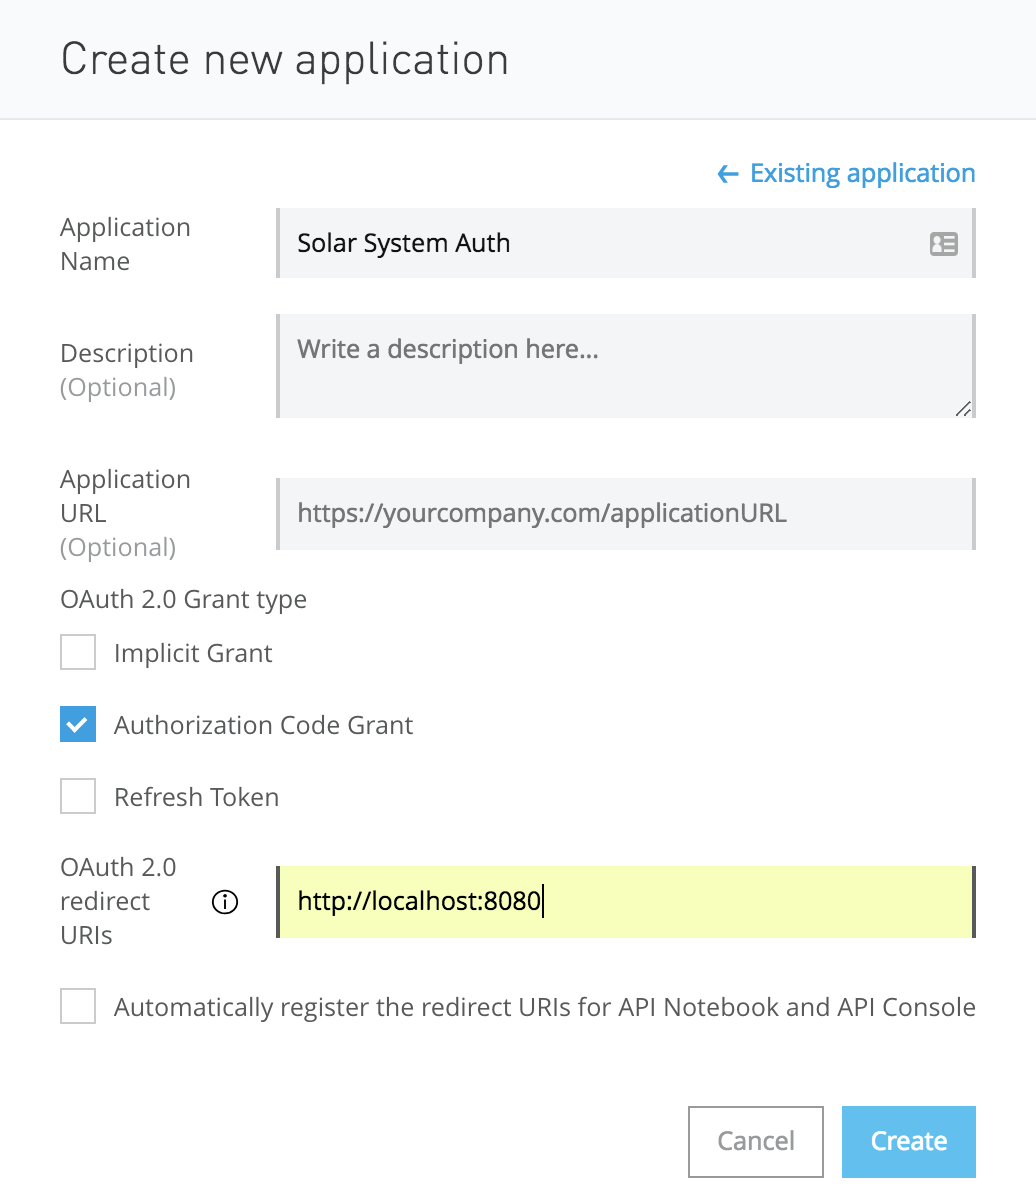 Create new application
← Existing application
Application
Name
Solar System Auth
Description
(Optional)
Write a description here...
Application
URL
(Optional)
https://yourcompany.com/applicationURL
OAuth 2.0 Grant type
Implicit Grant
Authorization Code Grant
Refresh Token
OAuth 2.0
redirect
URIs
http://localhost:8080
Automatically register the redirect URIs for API Notebook and API Console
Cancel
Create